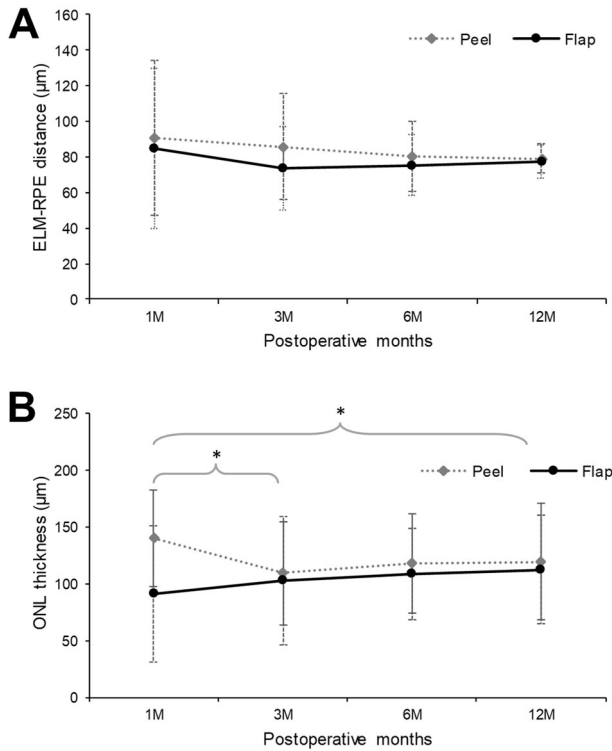 A
160
140
120
100
80
60
40
20
0
ELM-RPE distance (µm)
Peel
Flap
1M 3M 6M 12M
Postoperative months
B
250
200
150
100
50
0
ONL thickness (µm)
*
*
Peel
Flap
1M 3M 6M 12M
Postoperative months